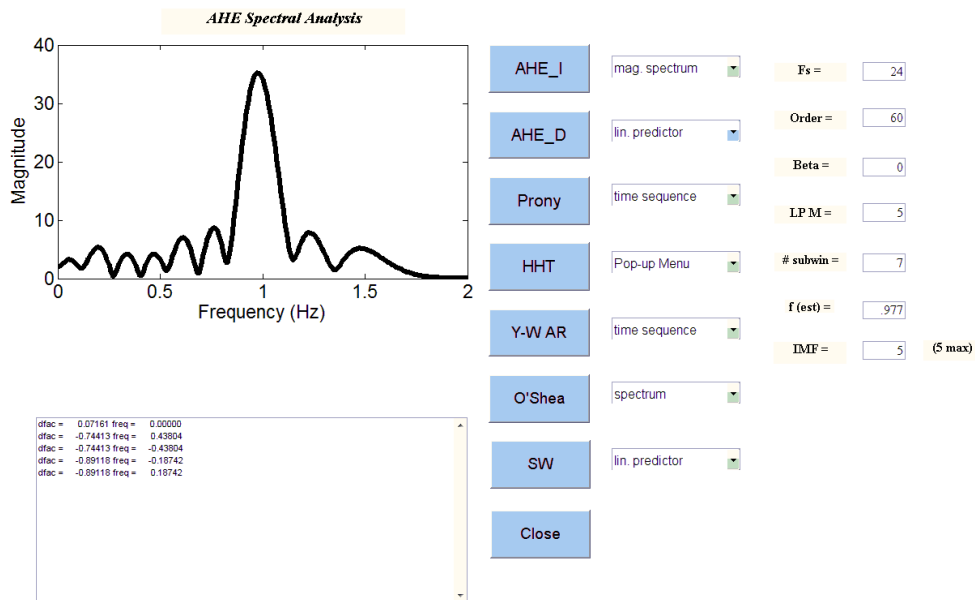 AHE Spectral Analysis
40
30
20
10
0
Magnitude
0 0.5 1 1.5 2
Frequency (Hz)
AHE_I mag. spectrum
AHE_D lin. predictor
Prony time sequence
HHT Pop-up Menu
Y-W AR time sequence
O'Shea spectrum
SW lin. predictor
Close
Fs = 24
Order = 60
Beta = 0
LP M = 5
# subwin = 7
f (est) = .977
IMF = 5 (5 max)
dfac = 0.07161 freq = 0.00000
dfac = -0.74413 freq = 0.43804
dfac = -0.74413 freq = -0.43804
dfac = -0.89118 freq = -0.18742
dfac = -0.89118 freq = 0.18742